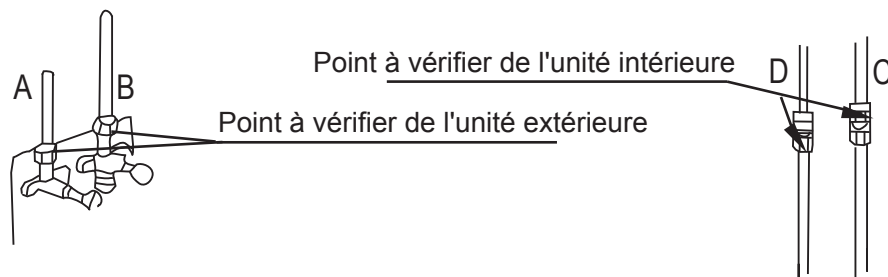 A
B
Point à vérifier de l'unité intérieure
D
C
Point à vérifier de l'unité extérieure